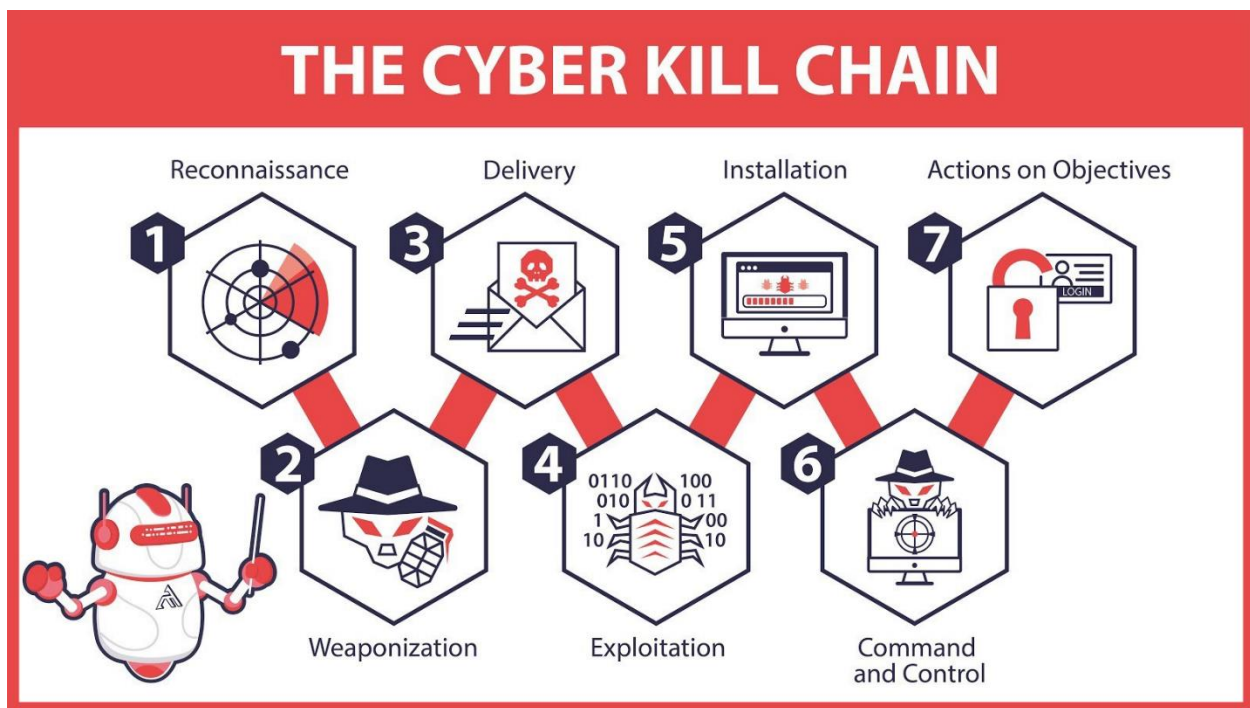 THE CYBER KILL CHAIN
Reconnaissance
1
Weaponization
2
Delivery
3
Exploitation
4
0110 100
010 0 11
1 00
10 10
Installation
5
Command
and Control
6
Actions on Objectives
7
LOGIN